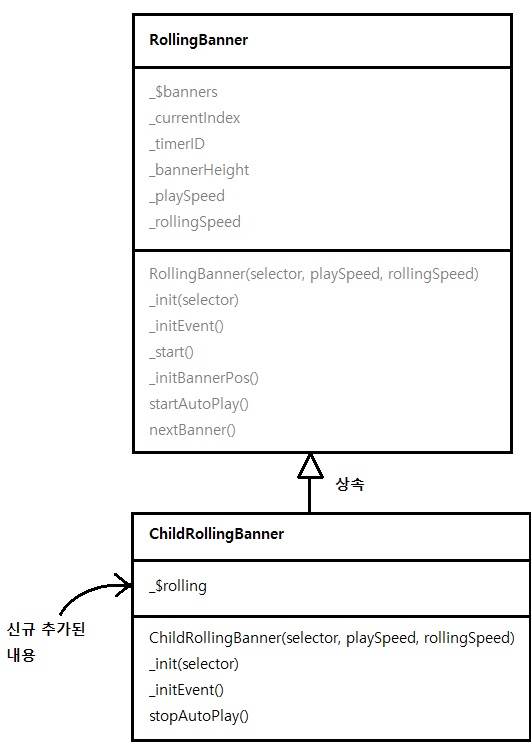 RollingBanner
_$banners
_currentIndex
_timerID
_bannerHeight
_playSpeed
_rollingSpeed
RollingBanner(selector, playSpeed, rollingSpeed)
_init(selector)
_initEvent()
_start()
_initBannerPos()
startAutoPlay()
nextBanner()
상속
ChildRollingBanner
_$rolling
신규 추가된
내용
ChildRollingBanner(selector, playSpeed, rollingSpeed)
_init(selector)
_initEvent()
stopAutoPlay()